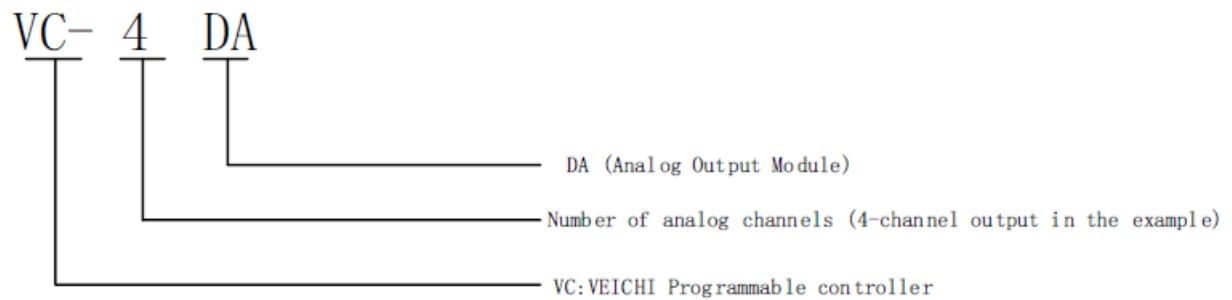 VC- 4 DA
DA (Analog Output Module)
Number of analog channels (4-channel output in the example)
VC:VEICHI Programmable controller